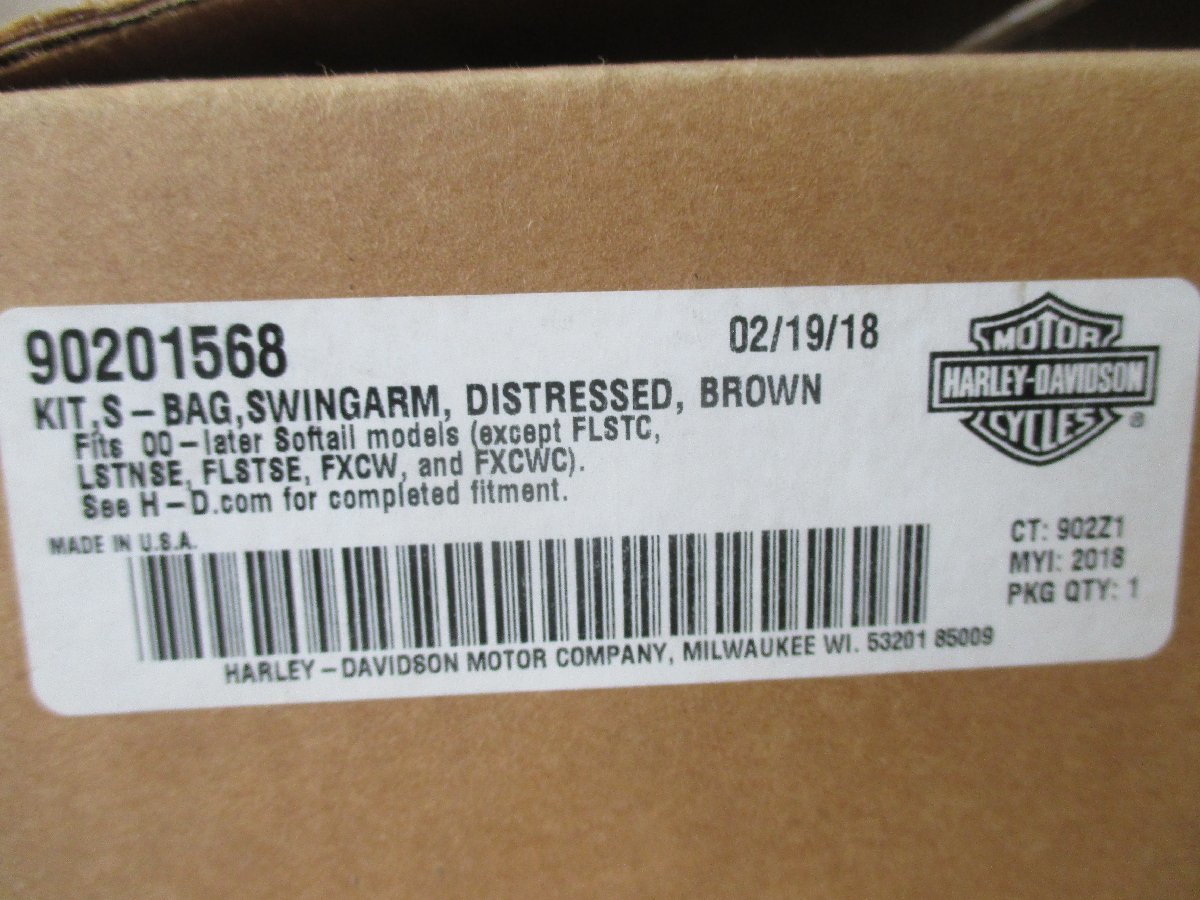 90201568
02/19/18
KIT,S-BAG,SWINGARM, DISTRESSED, BROWN
Fits 00-later Softail models (except FLSTC,
LSTNSE, FLSTSE, FXCW, and FXCWC).
See H-D.com for completed fitment.
MADE IN U.S.A.
MOTOR
HARLEY-DAVIDSON
CYCLES
®
CT: 902Z1
MYI: 2018
PKG QTY: 1
HARLEY-DAVIDSON MOTOR COMPANY, MILWAUKEE WI. 53201 85009